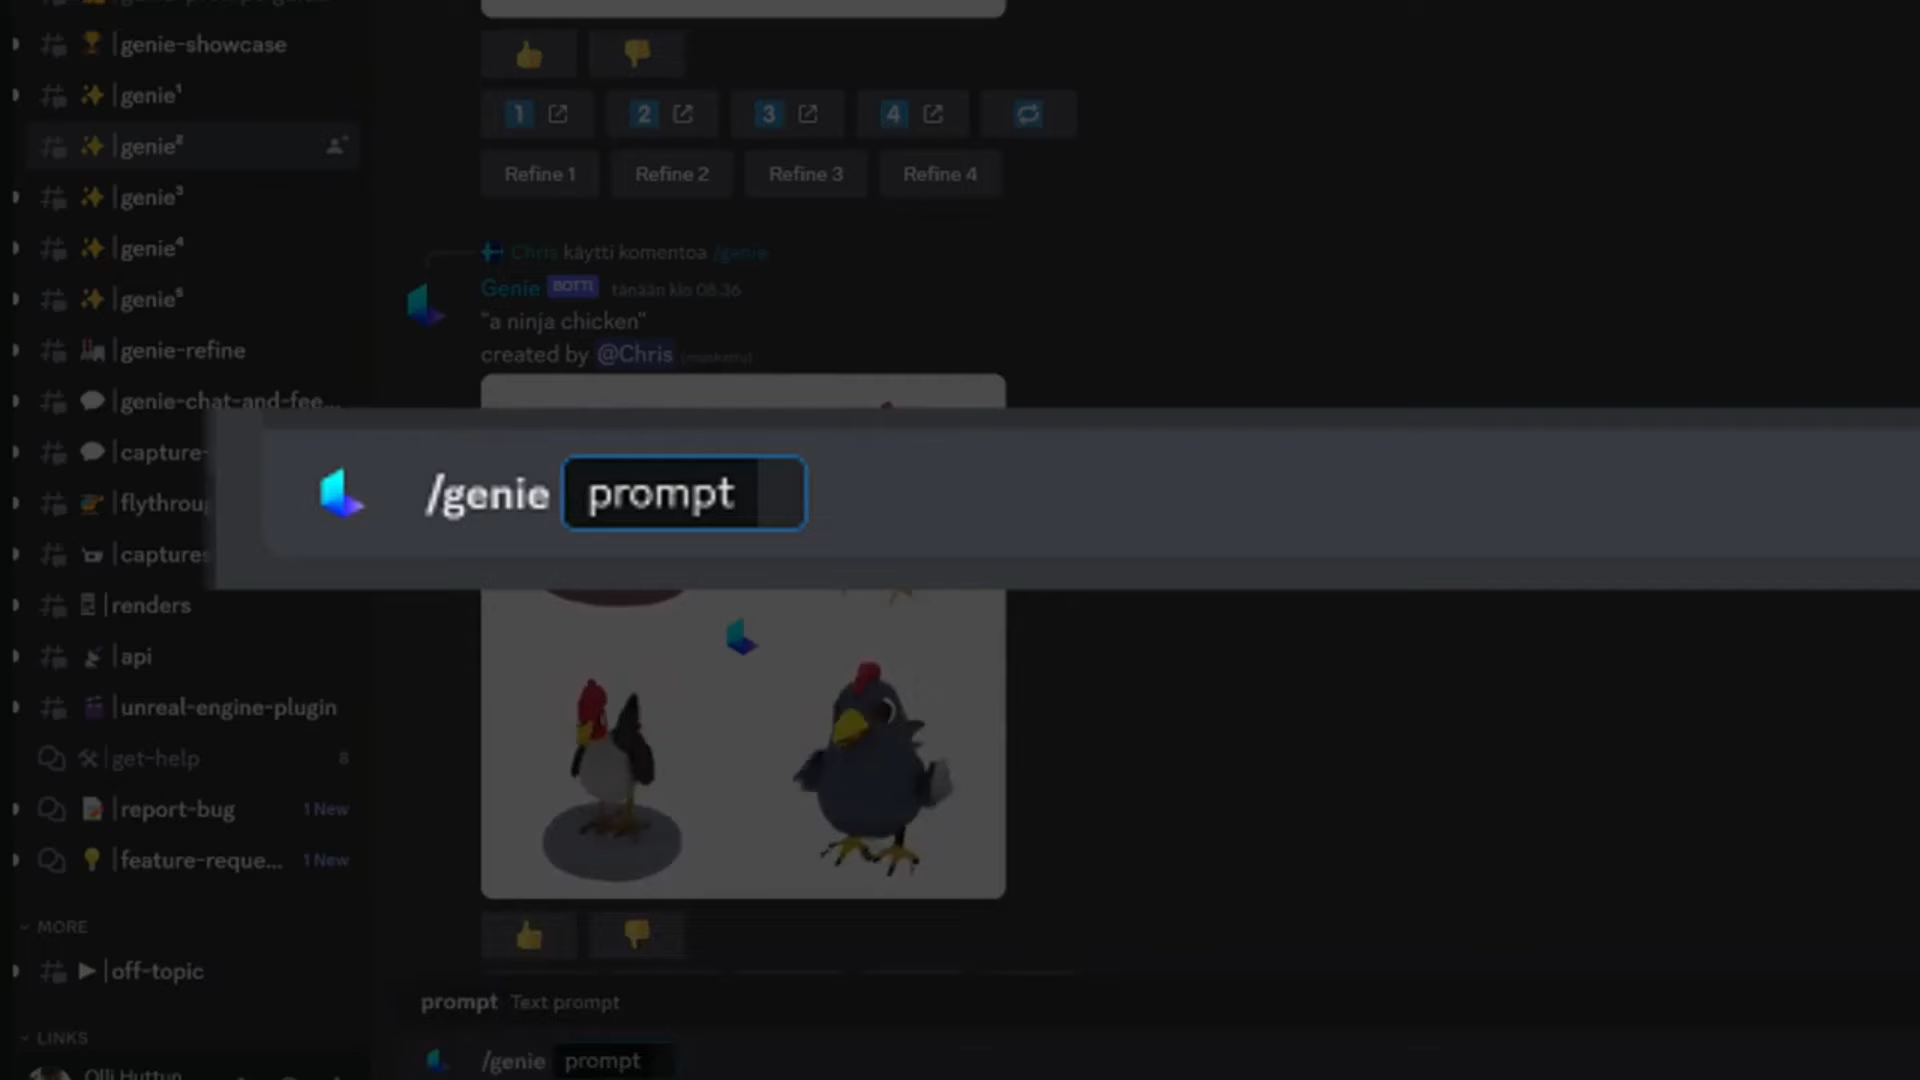 genie-showcase
genie¹
genie²
genie³
genie⁴
genie⁵
genie-refine
genie-chat-and-fee...
capture-
flythrou
captures
renders
api
unreal-engine-plugin
get-help 8
report-bug 1 New
feature-reque... 1 New
MORE
off-topic
LINKS
Olli Huttun
1 2 3 4
Refine 1 Refine 2 Refine 3 Refine 4
Chris käytti komentoa /genie
Genie BOTTI tänään klo 08.36
"a ninja chicken"
created by @Chris
/genie prompt
prompt Text prompt
/genie prompt